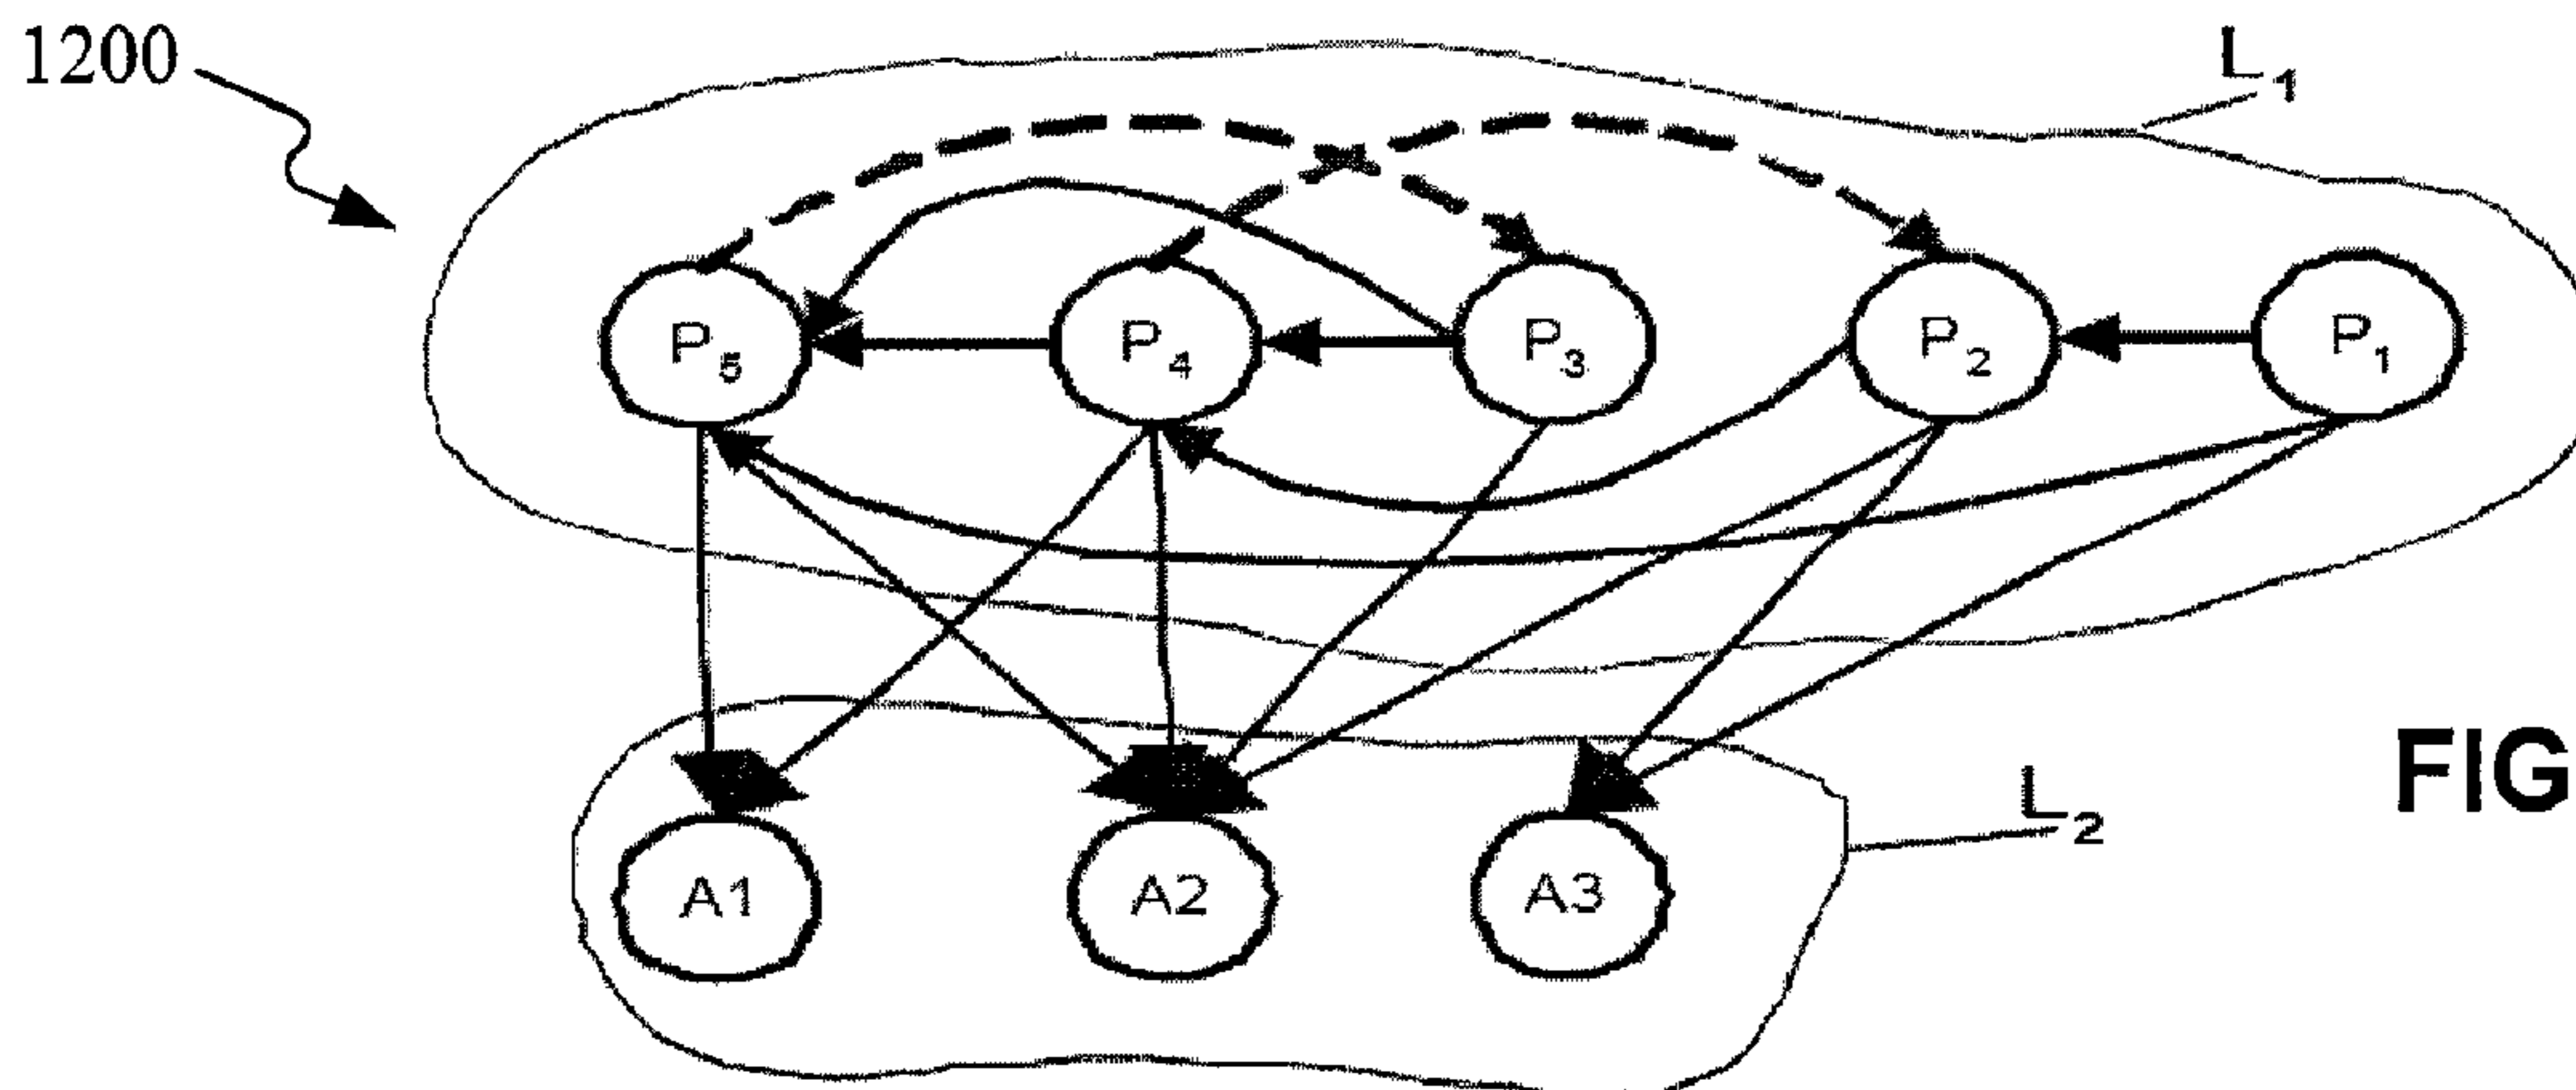 1200
L₁
P₅ P₄ P₃ P₂ P₁
FIG
L₂
A1 A2 A3